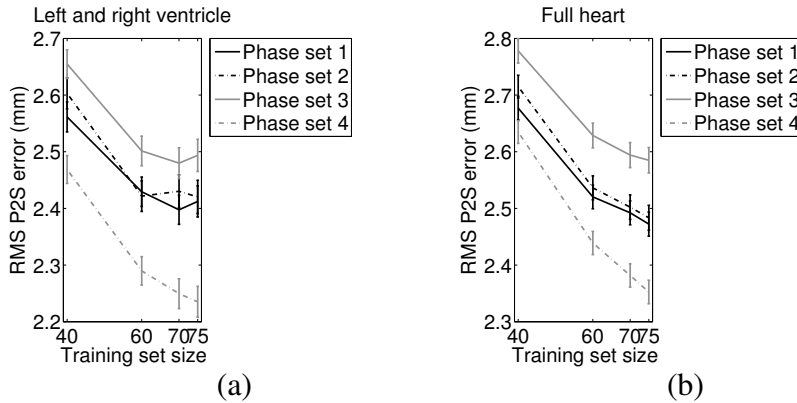 Left and right ventricle
2.7
2.6
2.5
2.4
2.3
2.2
RMS P2S error (mm)
40 60 70 75
Training set size
Phase set 1
Phase set 2
Phase set 3
Phase set 4
(a)
Full heart
2.8
2.7
2.6
2.5
2.4
2.3
RMS P2S error (mm)
40 60 70 75
Training set size
Phase set 1
Phase set 2
Phase set 3
Phase set 4
(b)